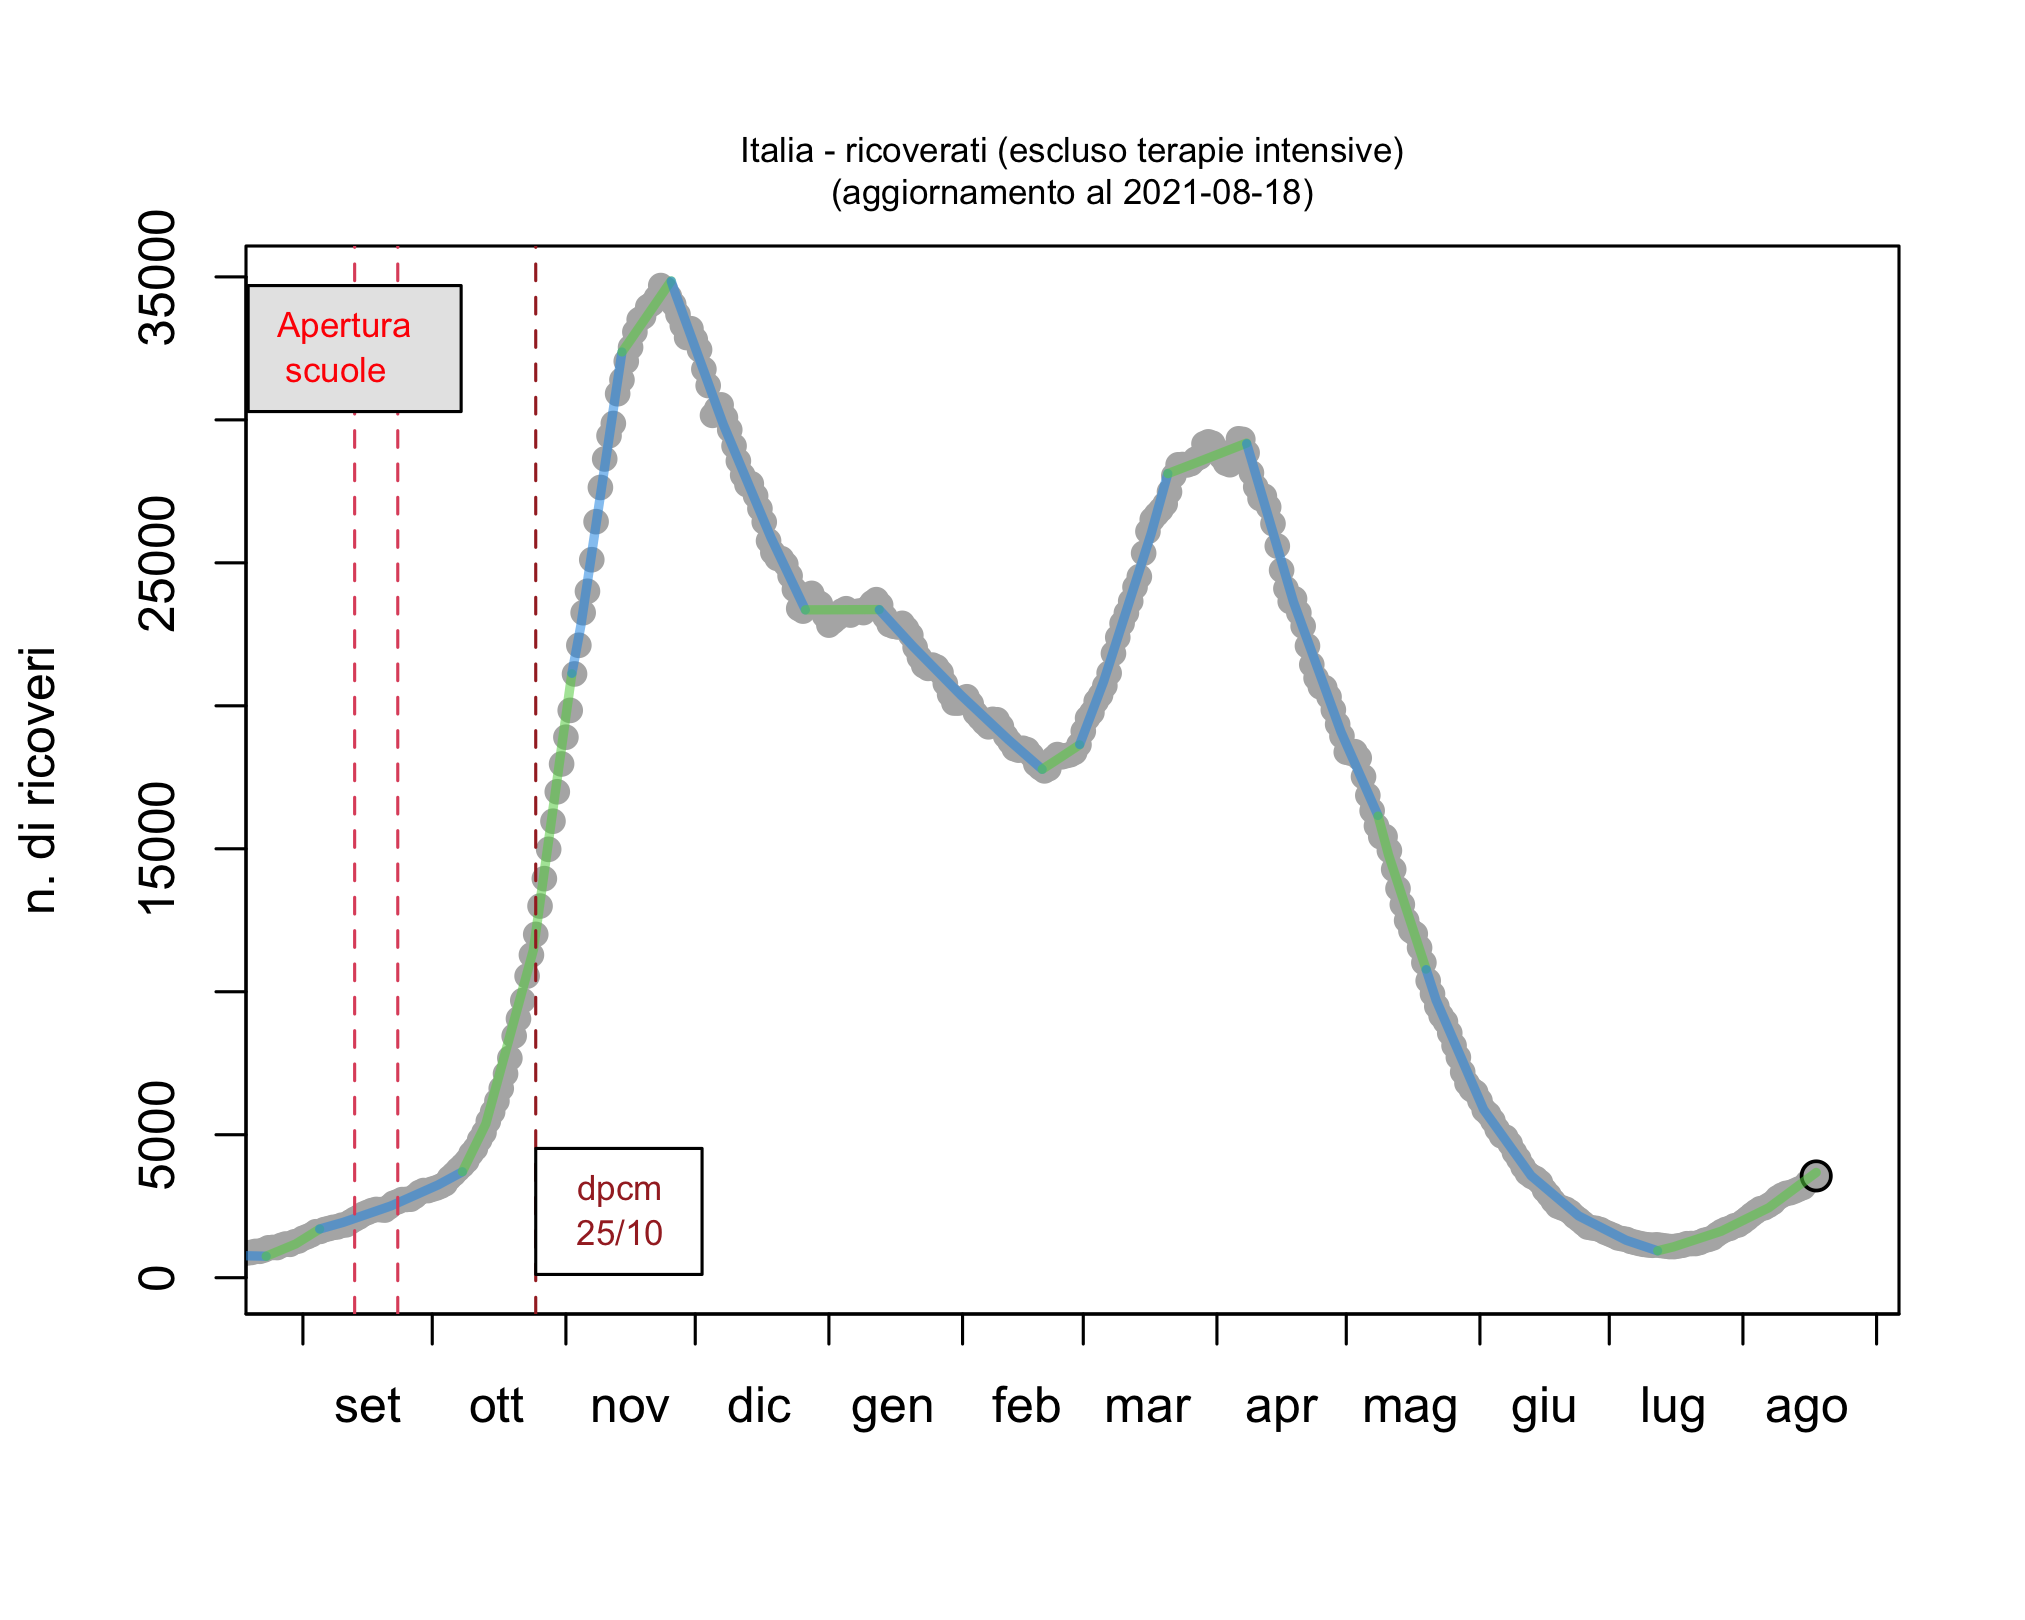 Italia - ricoverati (escluso terapie intensive)
(aggiornamento al 2021-08-18)
n. di ricoveri
35000
25000
15000
5000
0
Apertura
scuole
dpcm
25/10
set ott nov dic gen feb mar apr mag giu lug ago